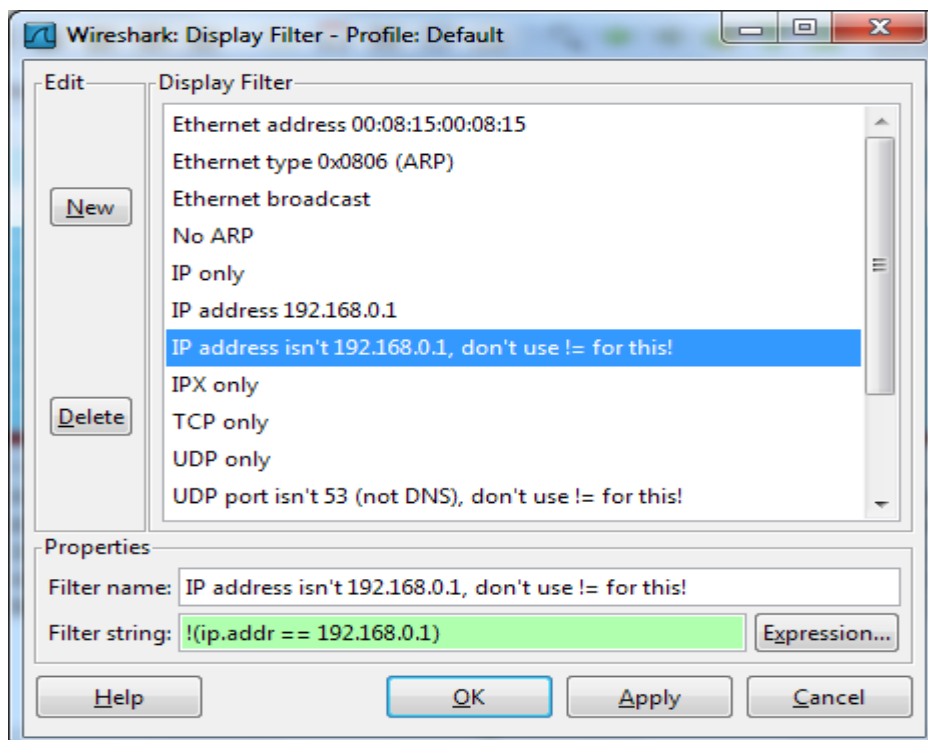 Wireshark: Display Filter - Profile: Default
Edit
Display Filter
New
Delete
Ethernet address 00:08:15:00:08:15
Ethernet type 0x0806 (ARP)
Ethernet broadcast
No ARP
IP only
IP address 192.168.0.1
IP address isn't 192.168.0.1, don't use != for this!
IPX only
TCP only
UDP only
UDP port isn't 53 (not DNS), don't use != for this!
Properties
Filter name: IP address isn't 192.168.0.1, don't use != for this!
Filter string: !(ip.addr == 192.168.0.1) Expression...
Help OK Apply Cancel